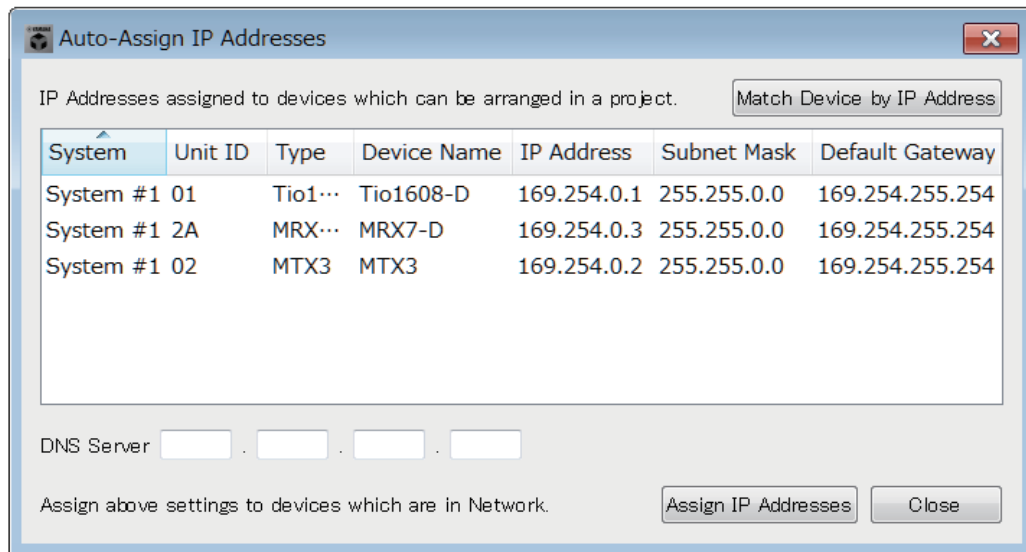 Auto-Assign IP Addresses
IP Addresses assigned to devices which can be arranged in a project. Match Device by IP Address
System Unit ID Type Device Name IP Address Subnet Mask Default Gateway
System #1 01 Tio1⋯ Tio1608-D 169.254.0.1 255.255.0.0 169.254.255.254
System #1 2A MRX⋯ MRX7-D 169.254.0.3 255.255.0.0 169.254.255.254
System #1 02 MTX3 MTX3 169.254.0.2 255.255.0.0 169.254.255.254
DNS Server . . .
Assign above settings to devices which are in Network. Assign IP Addresses Close